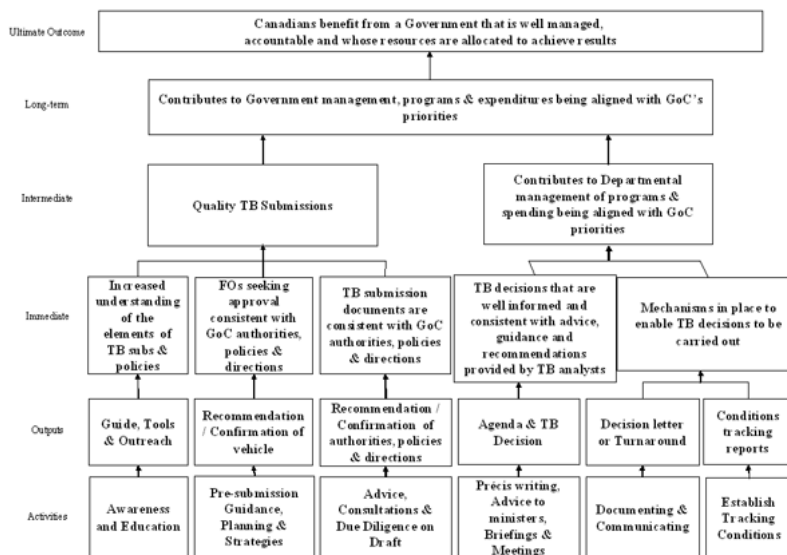 Ultimate Outcome
Canadians benefit from a Government that is well managed,
accountable and whose resources are allocated to achieve results
Long-term
Contributes to Government management, programs & expenditures being aligned with GoC's
priorities
Intermediate
Quality TB Submissions
Contributes to Departmental
management of programs &
spending being aligned with GoC
priorities
Immediate
Increased
understanding
of the
elements of
TB subs &
policies
FOs seeking
approval
consistent with
GoC authorities,
policies &
directions
TB submission
documents are
consistent with GoC
authorities, policies
& directions
TB decisions that are
well informed and
consistent with advice,
guidance and
recommendations
provided by TB analysts
Mechanisms in place to
enable TB decisions to be
carried out
Outputs
Guide, Tools
& Outreach
Recommendation
/ Confirmation of
vehicle
Recommendation /
Confirmation of
authorities, policies
& directions
Agenda & TB
Decision
Decision letter
or Turnaround
Conditions
tracking
reports
Activities
Awareness
and Education
Pre-submission
Guidance,
Planning &
Strategies
Advice,
Consultations &
Due Diligence on
Draft
Précis writing,
Advice to
ministers,
Briefings &
Meetings
Documenting &
Communicating
Establish
Tracking
Conditions